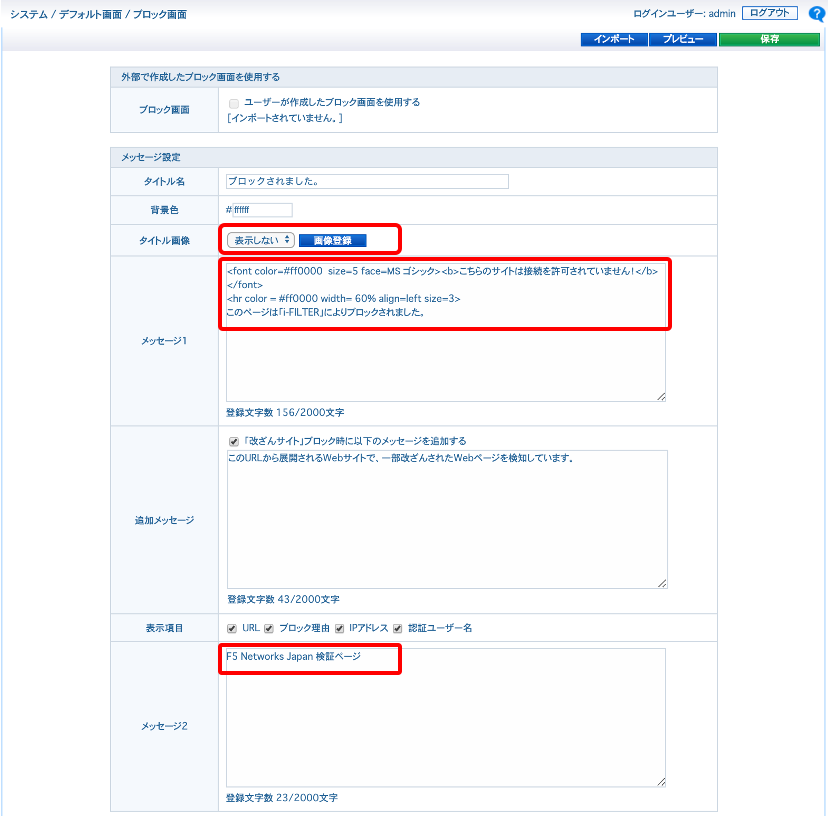 システム / デフォルト画面 / ブロック画面
ログインユーザー: admin ログアウト ?
インポート プレビュー 保存
外部で作成したブロック画面を使用する
ブロック画面
ユーザーが作成したブロック画面を使用する
[インポートされていません。]
メッセージ設定
タイトル名 ブロックされました。
背景色 #ffffff
タイトル画像 表示しない 画像登録
メッセージ1
<font color=#ff0000  size=5 face=MS ゴシック><b>こちらのサイトは接続を許可されていません!</b>
</font>
<hr color = #ff0000 width= 60% align=left size=3>
このページは「i-FILTER」によりブロックされました。
登録文字数 156/2000文字
追加メッセージ
「改ざんサイト」ブロック時に以下のメッセージを追加する
このURLから展開されるWebサイトで、一部改ざんされたWebページを検知しています。
登録文字数 43/2000文字
表示項目 URL ブロック理由 IPアドレス 認証ユーザー名
メッセージ2
F5 Networks Japan 検証ページ
登録文字数 23/2000文字